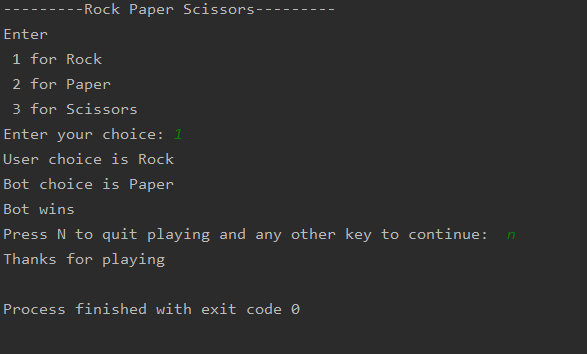 ---------Rock Paper Scissors---------
Enter
 1 for Rock
 2 for Paper
 3 for Scissors
Enter your choice: 1
User choice is Rock
Bot choice is Paper
Bot wins
Press N to quit playing and any other key to continue:  n
Thanks for playing

Process finished with exit code 0